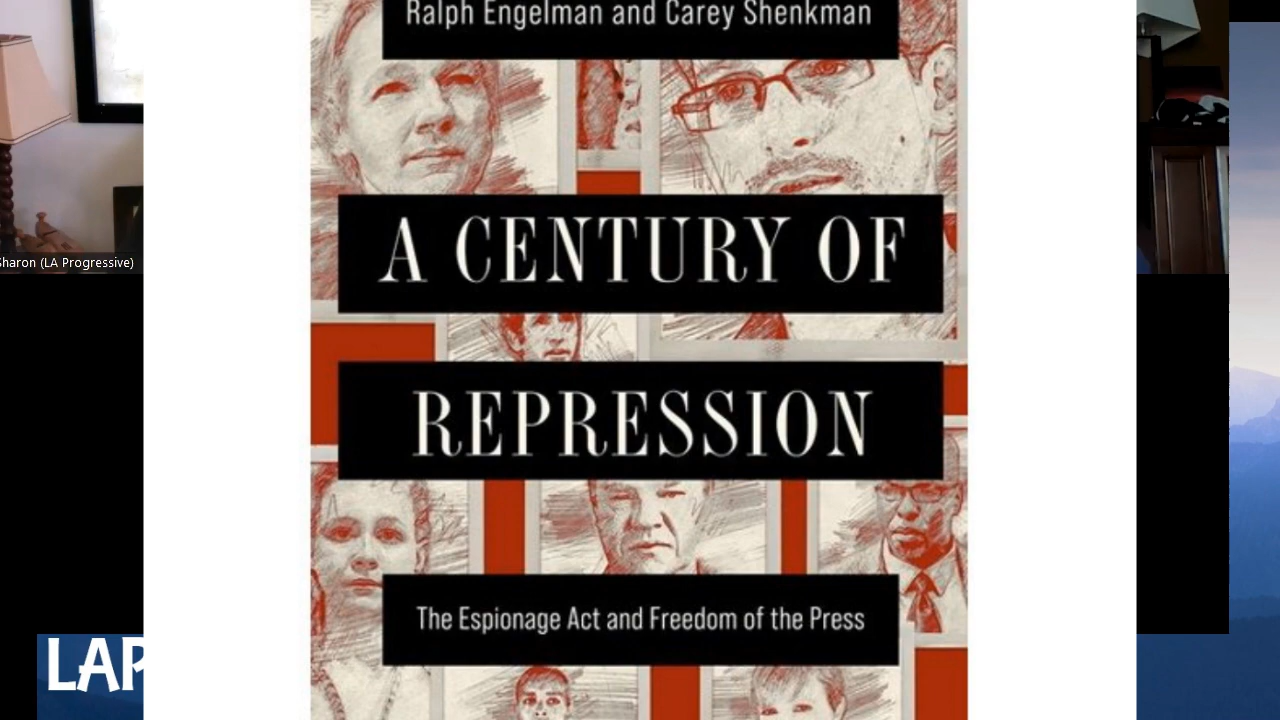 Ralph Engelman and Carey Shenkman
A CENTURY OF
REPRESSION
The Espionage Act and Freedom of the Press
Sharon (LA Progressive)
LAP